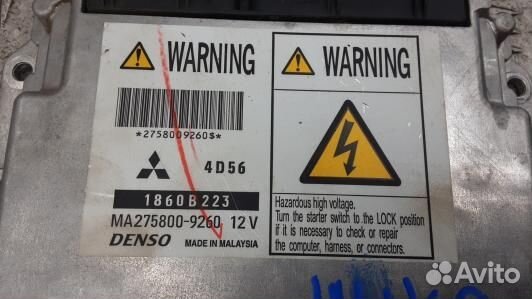 WARNING
*2758009260$*
4D56
1860B223
MA275800-9260 12V
DENSO MADE IN MALAYSIA
WARNING
Hazardous high voltage.
Turn the starter switch to the LOCK position
if it is necessary to check or repair
the computer, harness, or connectors.
Avito